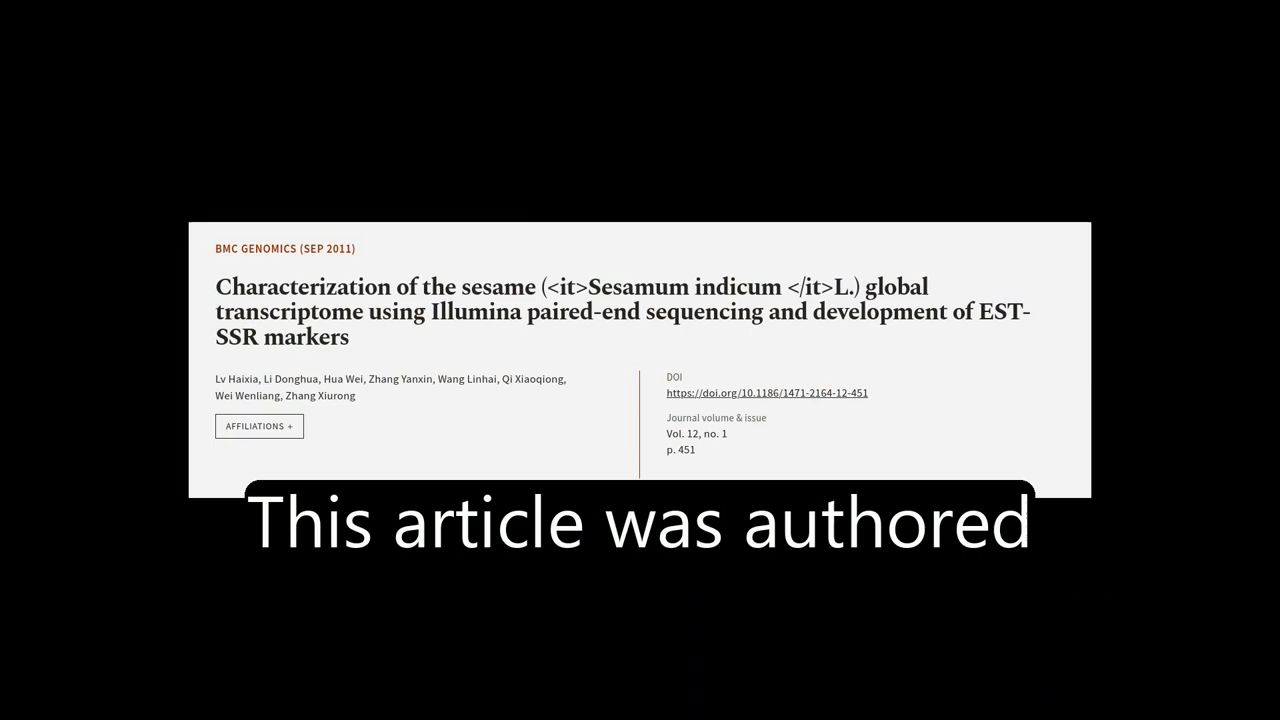 BMC GENOMICS (SEP 2011)
Characterization of the sesame (<it>Sesamum indicum </it>L.) global
transcriptome using Illumina paired-end sequencing and development of EST-
SSR markers
Lv Haixia, Li Donghua, Hua Wei, Zhang Yanxin, Wang Linhai, Qi Xiaoqiong,
Wei Wenliang, Zhang Xiurong
AFFILIATIONS +
DOI
https://doi.org/10.1186/1471-2164-12-451
Journal volume & issue
Vol. 12, no. 1
p. 451
This article was authored